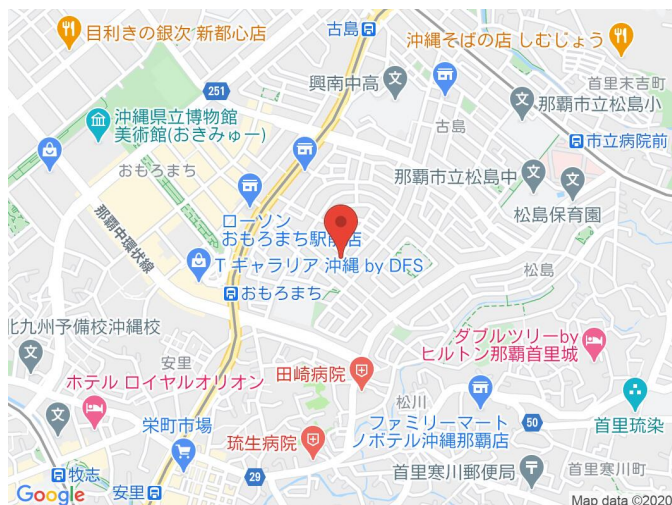 目利きの銀次 新都心店
古島
沖縄そばの店 しむじょう
首里末吉町
興南中高
251
古島
那覇市立松島小
沖縄県立博物館
美術館(おきみゅー)
市立病院前
おもろまち
那覇市立松島中
松島保育園
那覇中環状線
ローソン
おもろまち駅前店
T ギャラリア 沖縄 by DFS
松島
おもろまち
北九州予備校沖縄校
安里
ダブルツリーby
ヒルトン那覇首里城
田崎病院
ホテル ロイヤルオリオン
松川
ファミリーマート
ノボテル沖縄那覇店
50
首里琉染
栄町市場
琉生病院
29
首里寒川郵便局
首里寒川町
牧志
安里
Google
Map data ©2020